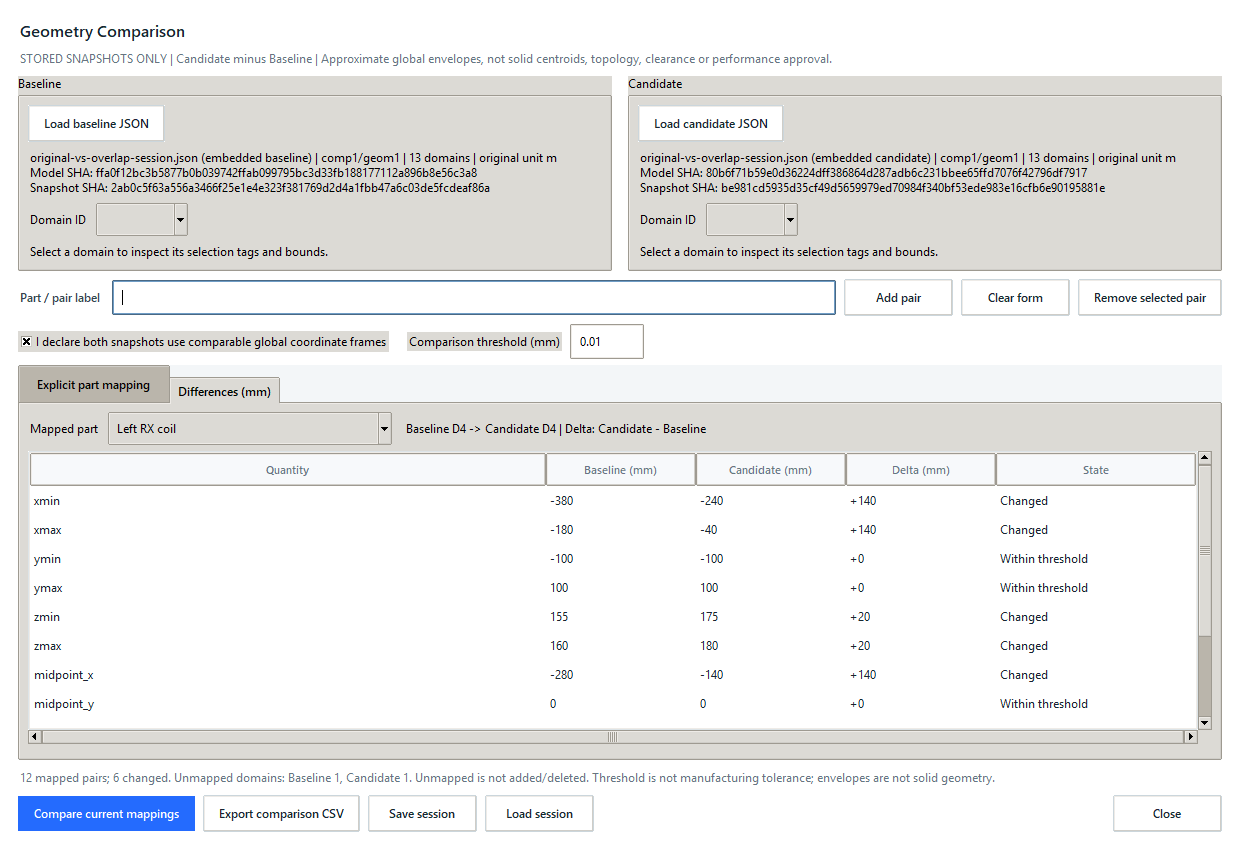 Geometry Comparison
STORED SNAPSHOTS ONLY | Candidate minus Baseline | Approximate global envelopes, not solid centroids, topology, clearance or performance approval.
Baseline
Load baseline JSON
original-vs-overlap-session.json (embedded baseline) | comp1/geom1 | 13 domains | original unit m
Model SHA: ffa0f12bc3b5877b0b039742ffab099795bc3d33fb188177112a896b8e56c3a8
Snapshot SHA: 2ab0c5f63a556a3466f25e1e4e323f381769d2d4a1fbb47a6c03de5fcdeaf86a
Domain ID
Select a domain to inspect its selection tags and bounds.
Candidate
Load candidate JSON
original-vs-overlap-session.json (embedded candidate) | comp1/geom1 | 13 domains | original unit m
Model SHA: 80b6f71b59e0d36224dff386864d287adb6c231bbee65ffd7076f42796df7917
Snapshot SHA: be981cd5935d35cf49d5659979ed70984f340bf53ede983e16cfb6e90195881e
Domain ID
Select a domain to inspect its selection tags and bounds.
Part / pair label
Add pair
Clear form
Remove selected pair
I declare both snapshots use comparable global coordinate frames
Comparison threshold (mm)
0.01
Explicit part mapping
Differences (mm)
Mapped part
Left RX coil
Baseline D4 -> Candidate D4 | Delta: Candidate - Baseline
Quantity Baseline (mm) Candidate (mm) Delta (mm) State
xmin -380 -240 +140 Changed
xmax -180 -40 +140 Changed
ymin -100 -100 +0 Within threshold
ymax 100 100 +0 Within threshold
zmin 155 175 +20 Changed
zmax 160 180 +20 Changed
midpoint_x -280 -140 +140 Changed
midpoint_y 0 0 +0 Within threshold
12 mapped pairs; 6 changed. Unmapped domains: Baseline 1, Candidate 1. Unmapped is not added/deleted. Threshold is not manufacturing tolerance; envelopes are not solid geometry.
Compare current mappings
Export comparison CSV
Save session
Load session
Close